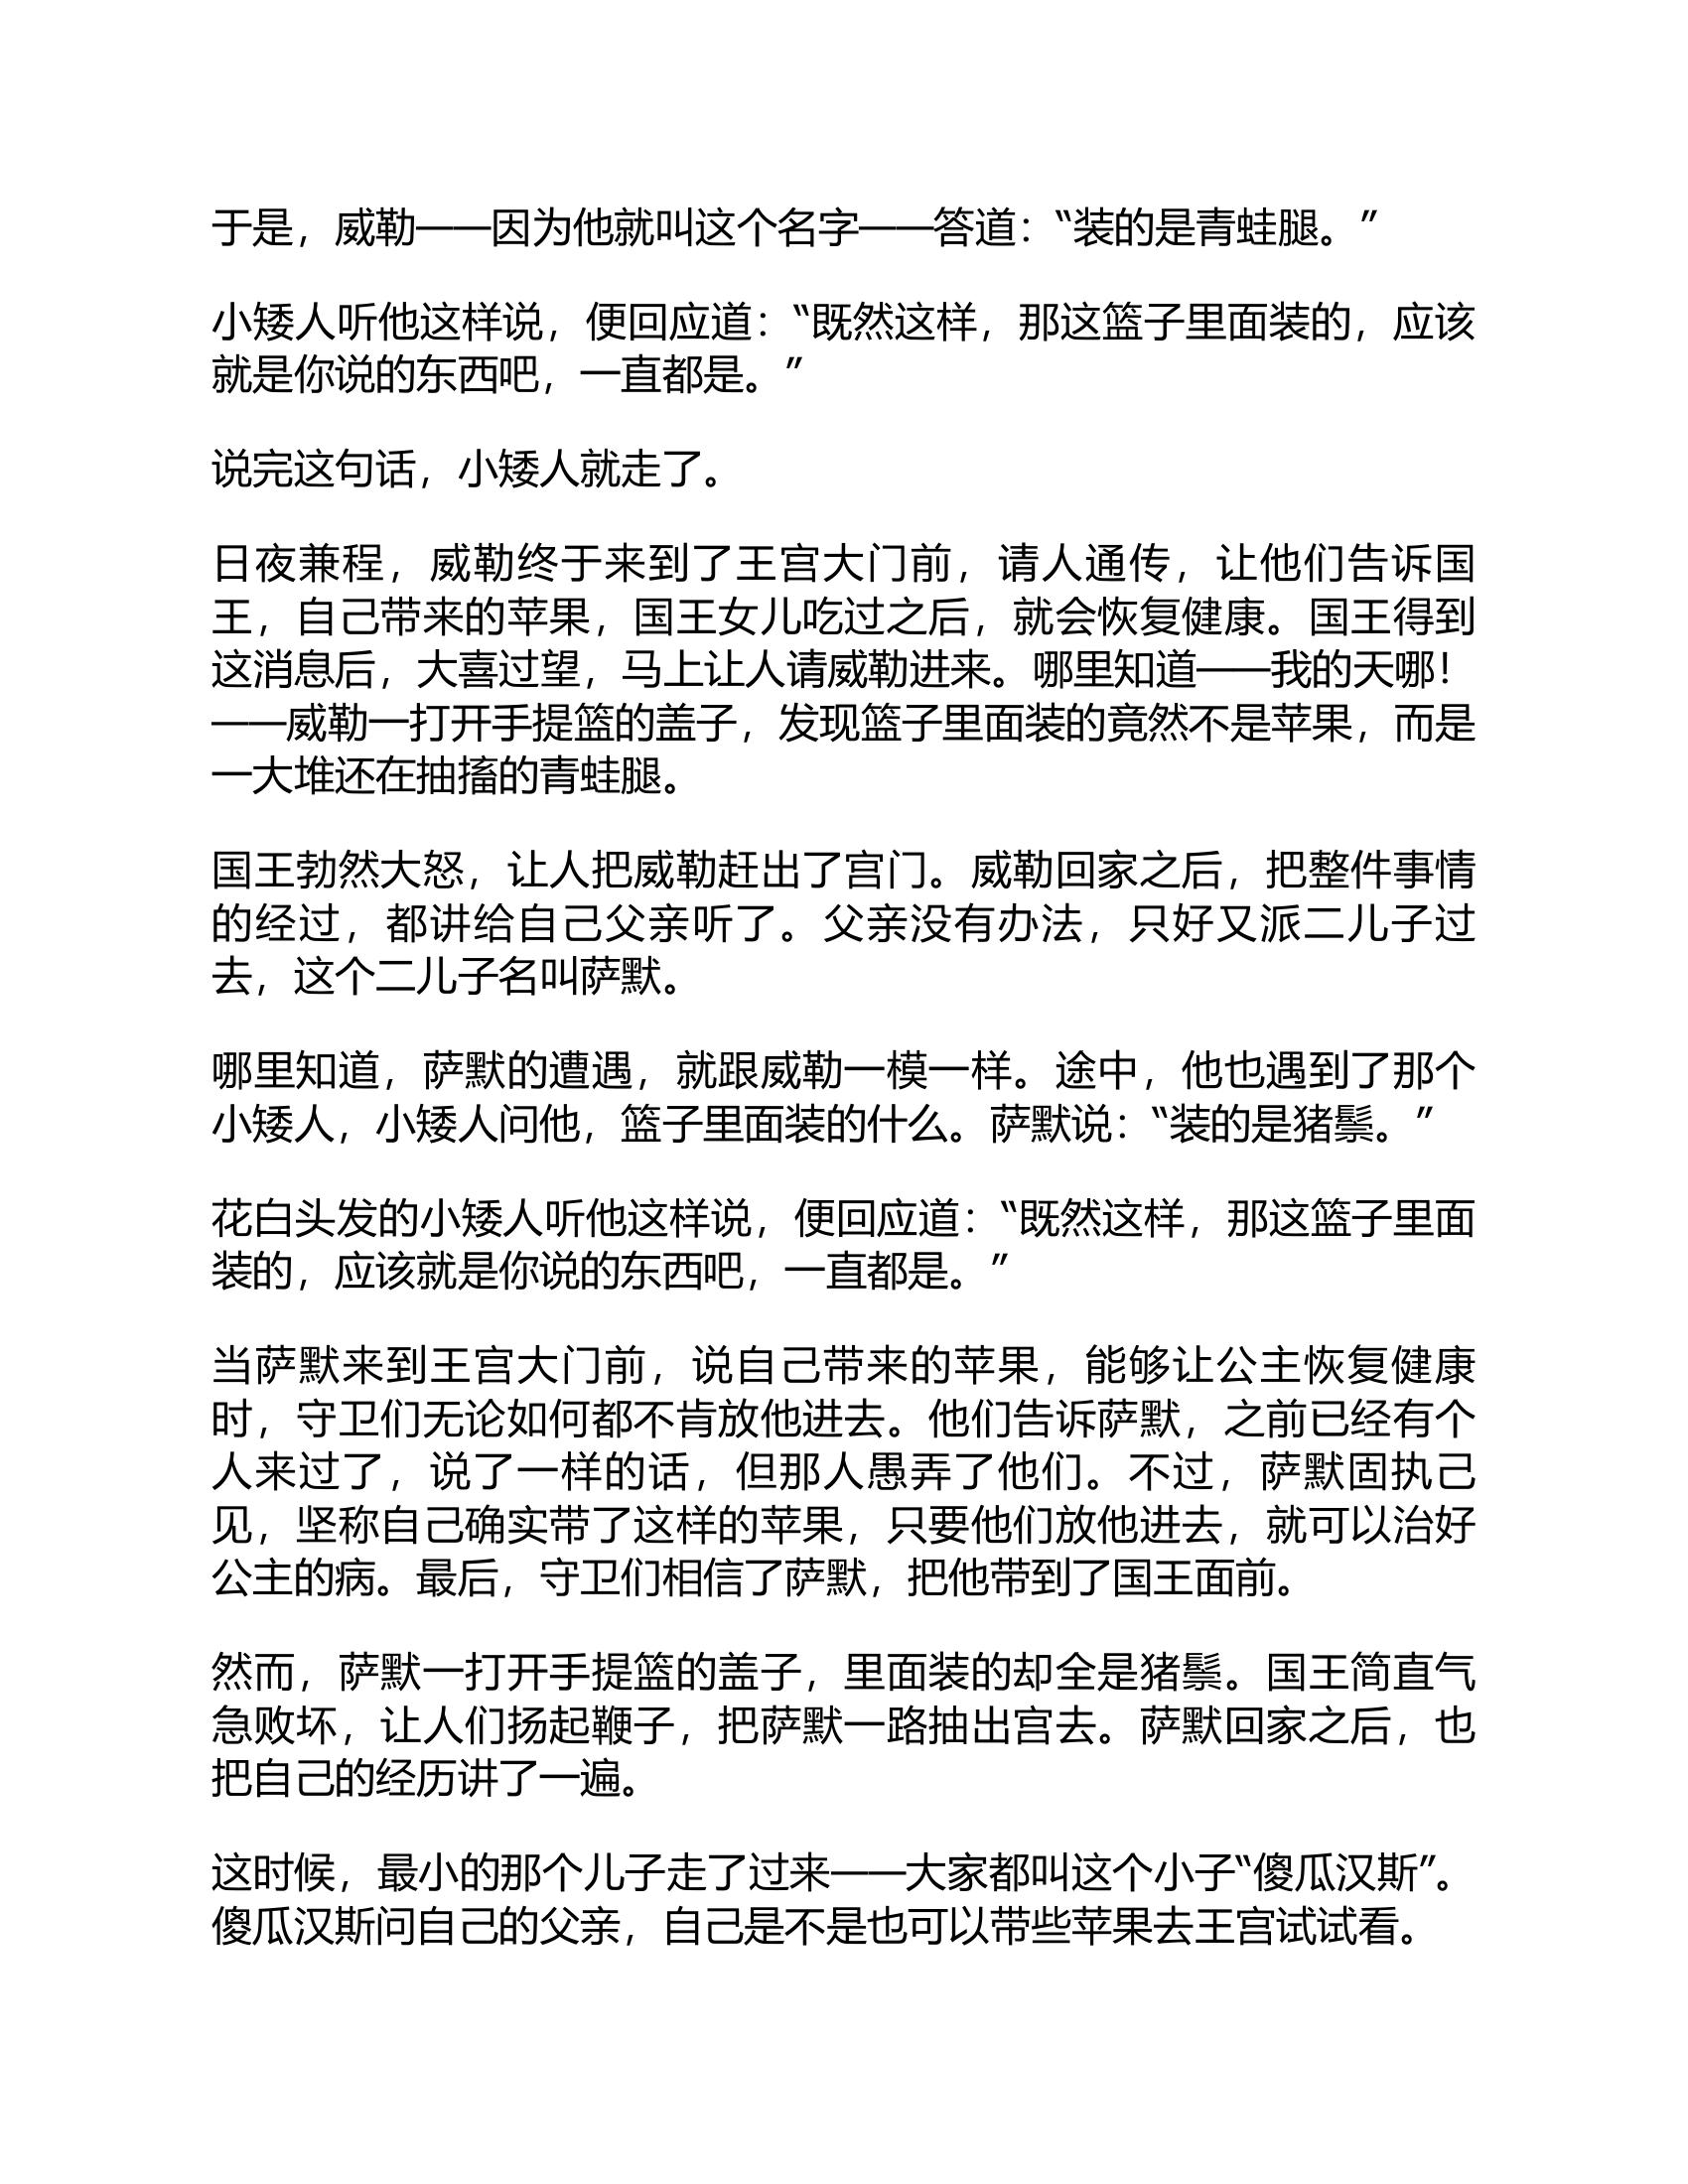 于是，威勒——因为他就叫这个名字——答道：“装的是青蛙腿。”
小矮人听他这样说，便回应道：“既然这样，那这篮子里面装的，应该
就是你说的东西吧，一直都是。”
说完这句话，小矮人就走了。
日夜兼程，威勒终于来到了王宫大门前，请人通传，让他们告诉国
王，自己带来的苹果，国王女儿吃过之后，就会恢复健康。国王得到
这消息后，大喜过望，马上让人请威勒进来。哪里知道——我的天哪！
——威勒一打开手提篮的盖子，发现篮子里面装的竟然不是苹果，而是
一大堆还在抽搐的青蛙腿。
国王勃然大怒，让人把威勒赶出了宫门。威勒回家之后，把整件事情
的经过，都讲给自己父亲听了。父亲没有办法，只好又派二儿子过
去，这个二儿子名叫萨默。
哪里知道，萨默的遭遇，就跟威勒一模一样。途中，他也遇到了那个
小矮人，小矮人问他，篮子里面装的什么。萨默说：“装的是猪鬃。”
花白头发的小矮人听他这样说，便回应道：“既然这样，那这篮子里面
装的，应该就是你说的东西吧，一直都是。”
当萨默来到王宫大门前，说自己带来的苹果，能够让公主恢复健康
时，守卫们无论如何都不肯放他进去。他们告诉萨默，之前已经有个
人来过了，说了一样的话，但那人愚弄了他们。不过，萨默固执己
见，坚称自己确实带了这样的苹果，只要他们放他进去，就可以治好
公主的病。最后，守卫们相信了萨默，把他带到了国王面前。
然而，萨默一打开手提篮的盖子，里面装的却全是猪鬃。国王简直气
急败坏，让人们扬起鞭子，把萨默一路抽出宫去。萨默回家之后，也
把自己的经历讲了一遍。
这时候，最小的那个儿子走了过来——大家都叫这个小子“傻瓜汉斯”。
傻瓜汉斯问自己的父亲，自己是不是也可以带些苹果去王宫试试看。